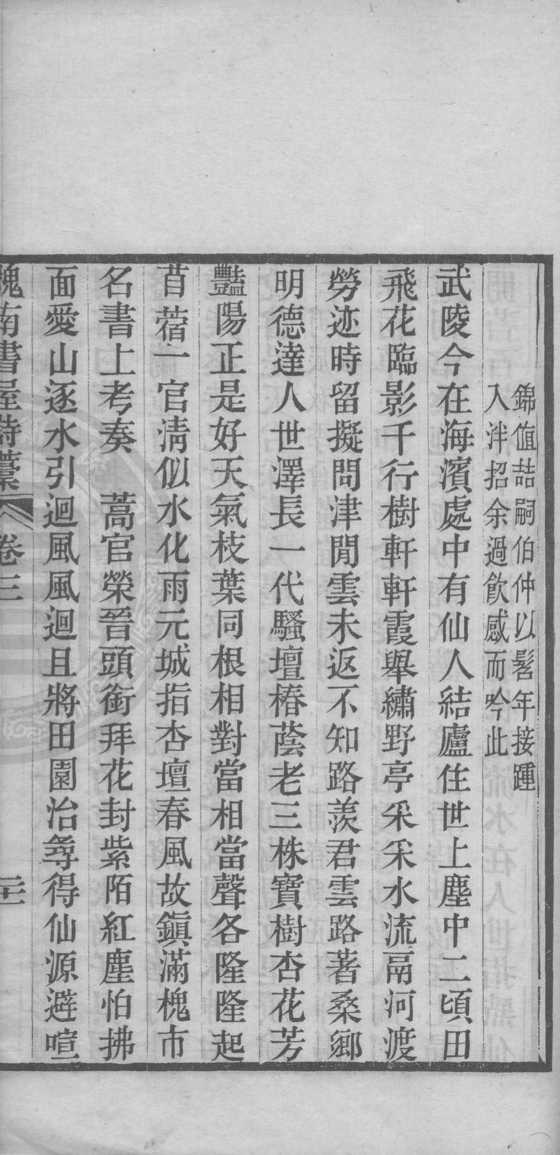 錦值喆嗣伯仲以髫年接踵
入泮招余過飲感而吟此
武陵今在海濱處中有仙人結廬住世上塵中二頃田
飛花臨影千行樹軒軒霞舉繡野亭采采水流鬲河渡
勞迹時留擬問津閒雲未返不知路羨君雲路著桑鄉
明德達人世澤長一代騷壇椿蔭老三株寶樹杏花芳
豔陽正是好天氣枝葉同根相對當相當聲各隆隆起
苜蓿一官淸似水化雨元城指杏壇春風故鎮滿槐市
名書上考奏　蒿官榮晉頭銜拜花封紫陌紅塵怕拂
面愛山逐水引迴風風迴且將田園治尋得仙源避喧
槐南書屋詩藁　卷三　二十一